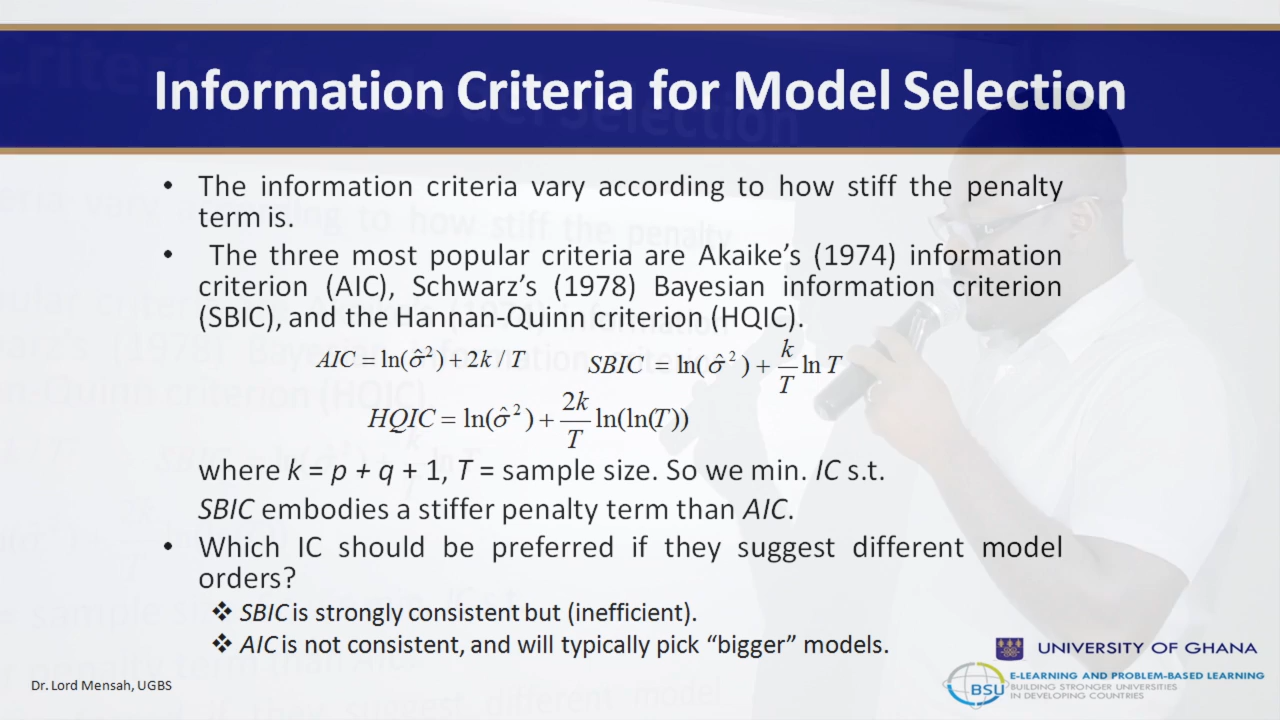 Information Criteria for Model Selection
• The information criteria vary according to how stiff the penalty
term is.
• The three most popular criteria are Akaike’s (1974) information
criterion (AIC), Schwarz’s (1978) Bayesian information criterion
(SBIC), and the Hannan-Quinn criterion (HQIC).
AIC = ln(σ̂²) + 2k / T
SBIC = ln(σ̂²) + k/T ln T
HQIC = ln(σ̂²) + 2k/T ln(ln(T))
where k = p + q + 1, T = sample size. So we min. IC s.t.
SBIC embodies a stiffer penalty term than AIC.
• Which IC should be preferred if they suggest different model
orders?
❖ SBIC is strongly consistent but (inefficient).
❖ AIC is not consistent, and will typically pick “bigger” models.
UNIVERSITY OF GHANA
BSU
E-LEARNING AND PROBLEM-BASED LEARNING
BUILDING STRONGER UNIVERSITIES
IN DEVELOPING COUNTRIES
Dr. Lord Mensah, UGBS